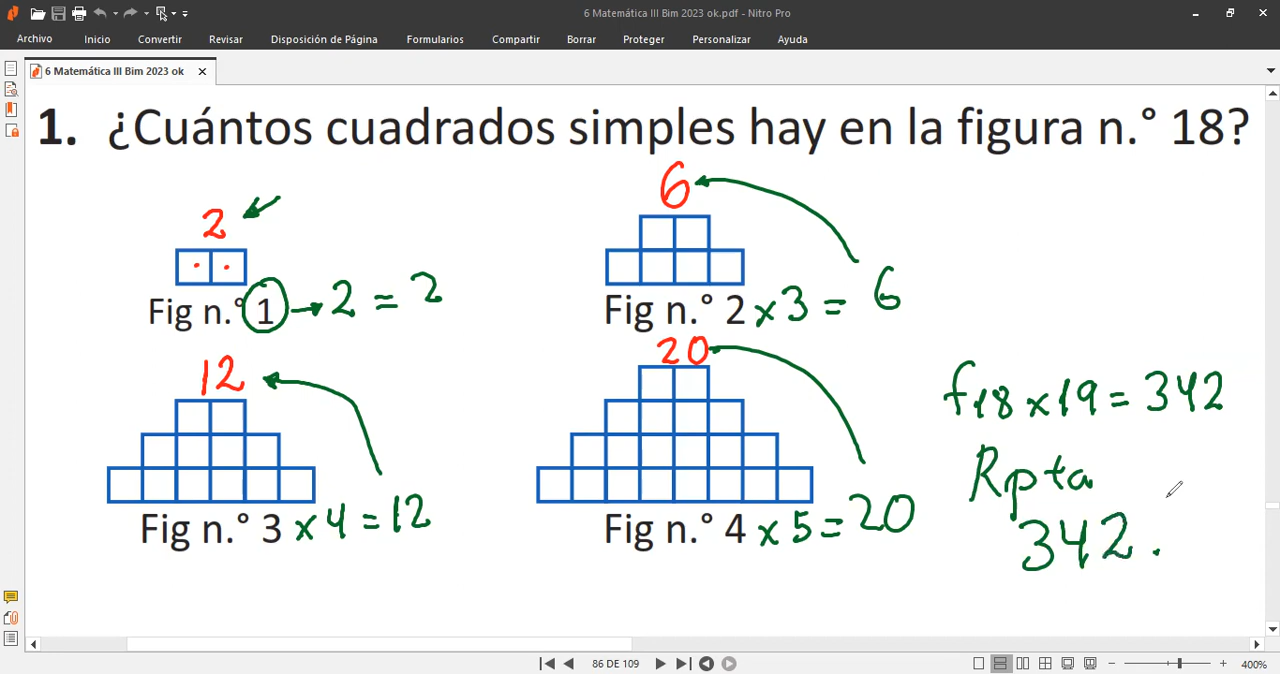 6 Matemática III Bim 2023 ok.pdf - Nitro Pro
Archivo Inicio Convertir Revisar Disposición de Página Formularios Compartir Borrar Proteger Personalizar Ayuda
6 Matemática III Bim 2023 ok
1. ¿Cuántos cuadrados simples hay en la figura n.° 18?
2
6
Fig n.° 1 → 2 = 2
Fig n.° 2 x 3 = 6
12
20
f18 x 19 = 342
Rpta
342.
Fig n.° 3 x 4 = 12
Fig n.° 4 x 5 = 20
86 DE 109
400%